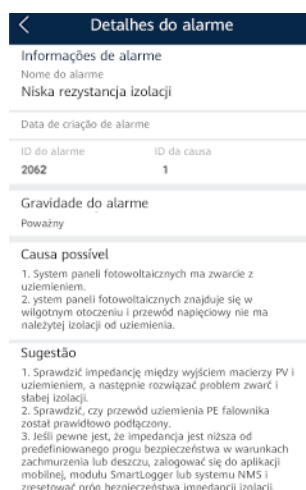 Detalhes do alarme
Informações de alarme
Nome do alarme
Niska rezystancja izolacji
Data de criação de alarme
ID do alarme ID da causa
2062 1
Gravidade do alarme
Poważny
Causa possível
1. System paneli fotowoltaicznych ma zwarcie z
uziemieniem.
2. ystem paneli fotowoltaicznych znajduje się w
wilgotnym otoczeniu i przewód napięciowy nie ma
należytej izolacji od uziemienia.
Sugestão
1. Sprawdzić impedancję między wyjściem macierzy PV i
uziemieniem, a następnie rozwiązać problem zwarć i
słabej izolacji.
2. Sprawdzić, czy przewód uziemienia PE falownika
został prawidłowo podłączony.
3. Jeśli pewne jest, że impedancja jest niższa od
predefiniowanego progu bezpieczeństwa w warunkach
zachmurzenia lub deszczu, zalogować się do aplikacji
mobilnej, modułu SmartLogger lub systemu NMS i
zresetować próg bezpieczeństwa impedancji izolacji.